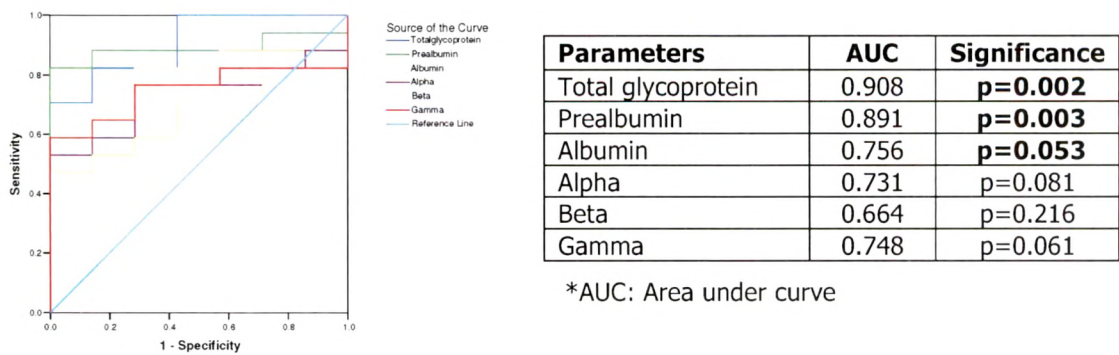 Source of the Curve
Totalglycoprotein
Prealbumin
Albumin
Alpha
Beta
Gamma
Reference Line
1.0
0.8
0.6
0.4
0.2
0.0
Sensitivity
0.0 0.2 0.4 0.6 0.8 1.0
1 - Specificity
Parameters AUC Significance
Total glycoprotein 0.908 p=0.002
Prealbumin 0.891 p=0.003
Albumin 0.756 p=0.053
Alpha 0.731 p=0.081
Beta 0.664 p=0.216
Gamma 0.748 p=0.061
*AUC: Area under curve